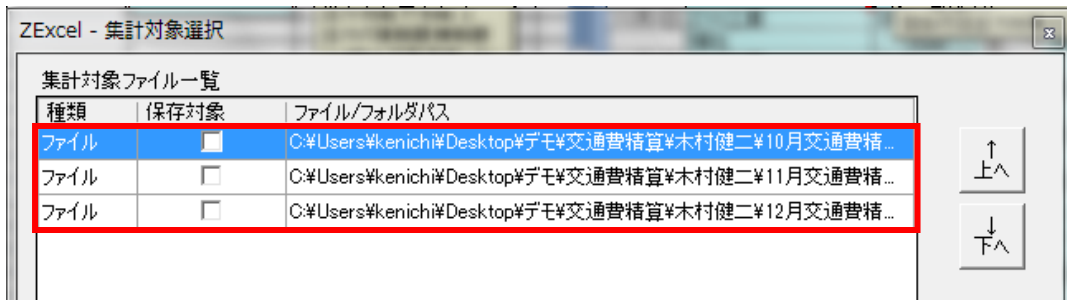 ZExcel - 集計対象選択
集計対象ファイル一覧
種類 保存対象 ファイル/フォルダパス
ファイル C:¥Users¥kenichi¥Desktop¥デモ¥交通費精算¥木村健二¥10月交通費精...
ファイル C:¥Users¥kenichi¥Desktop¥デモ¥交通費精算¥木村健二¥11月交通費精...
ファイル C:¥Users¥kenichi¥Desktop¥デモ¥交通費精算¥木村健二¥12月交通費精...
↑
上へ
↓
下へ